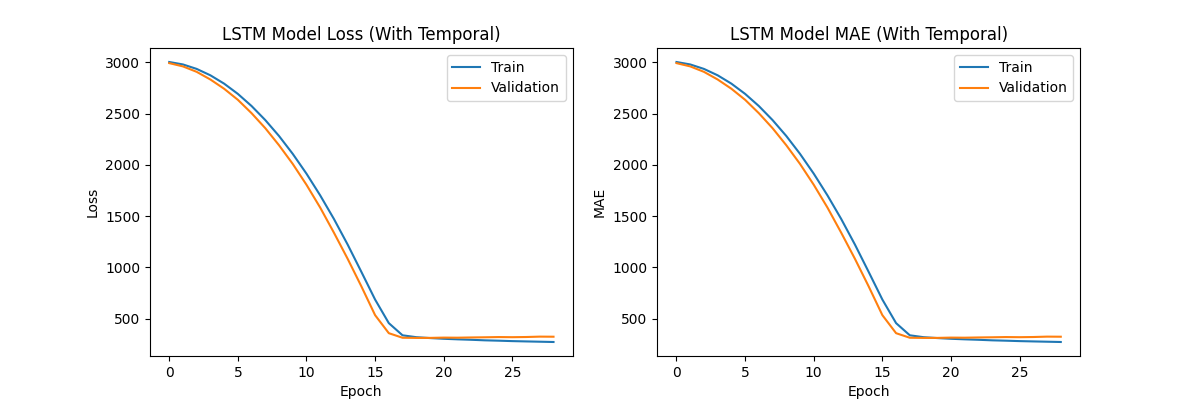 LSTM Model Loss (With Temporal)
3000
2500
2000
1500
1000
500
Loss
0 5 10 15 20 25
Epoch
Train
Validation
LSTM Model MAE (With Temporal)
3000
2500
2000
1500
1000
500
MAE
0 5 10 15 20 25
Epoch
Train
Validation